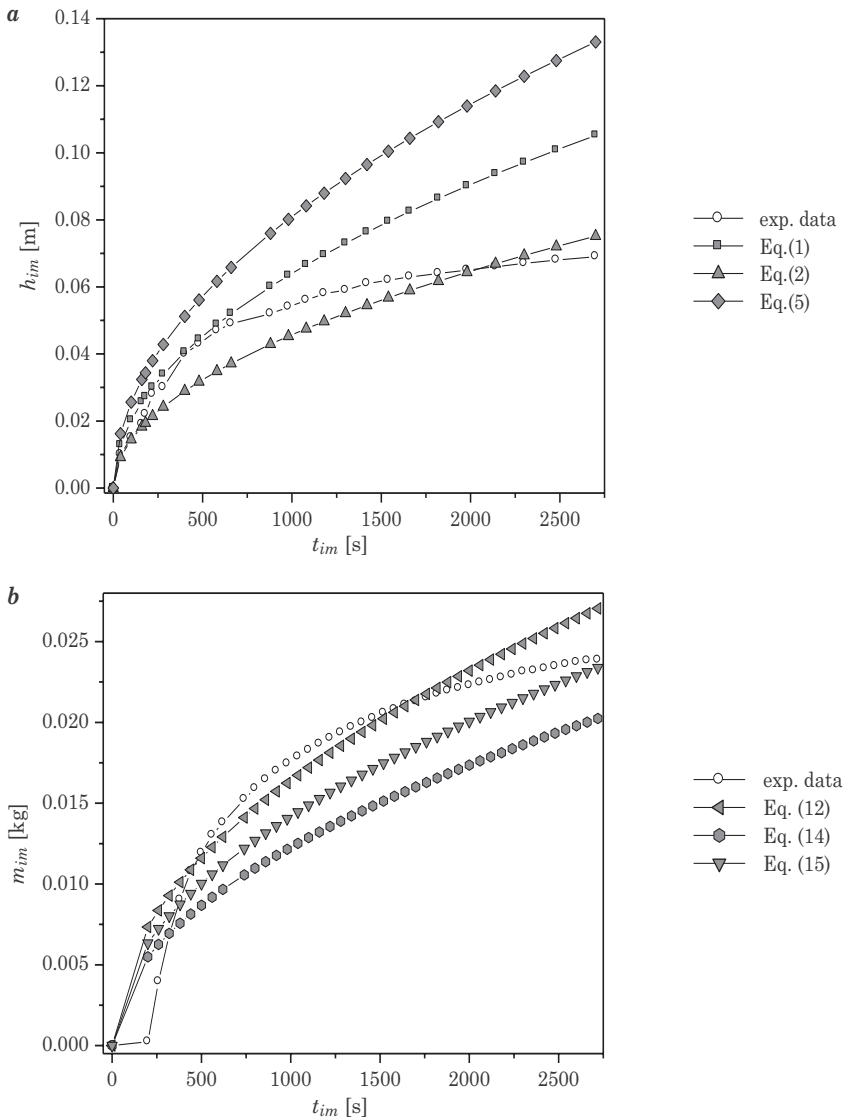 a
0.14
0.12
0.10
0.08
0.06
0.04
0.02
0.00
h_im [m]
0 500 1000 1500 2000 2500
t_im [s]
exp. data
Eq.(1)
Eq.(2)
Eq.(5)
b
0.025
0.020
0.015
0.010
0.005
0.000
m_im [kg]
0 500 1000 1500 2000 2500
t_im [s]
exp. data
Eq. (12)
Eq. (14)
Eq. (15)